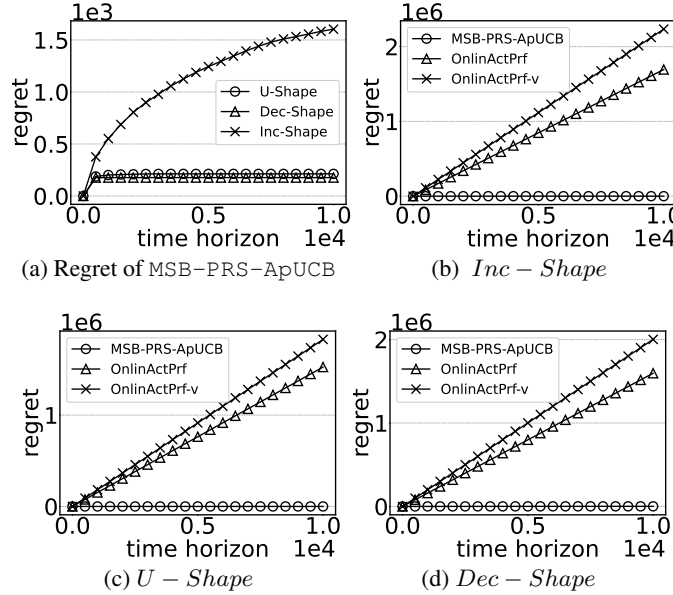 1e3
1.5
1.0
0.5
0.0
regret
U-Shape
Dec-Shape
Inc-Shape
0.0 0.5 1.0
time horizon 1e4
(a) Regret of MSB-PRS-ApUCB
1e6
2
1
0
regret
MSB-PRS-ApUCB
OnlinActPrf
OnlinActPrf-v
0.0 0.5 1.0
time horizon 1e4
(b) Inc – Shape
1e6
1
0
regret
MSB-PRS-ApUCB
OnlinActPrf
OnlinActPrf-v
0.0 0.5 1.0
time horizon 1e4
(c) U – Shape
1e6
2
1
0
regret
MSB-PRS-ApUCB
OnlinActPrf
OnlinActPrf-v
0.0 0.5 1.0
time horizon 1e4
(d) Dec – Shape